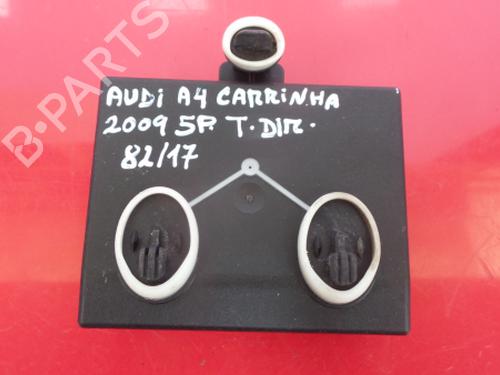 AUDI A4 CARRINHA
2009 5P. T. DIR.
82/17
B-PARTS